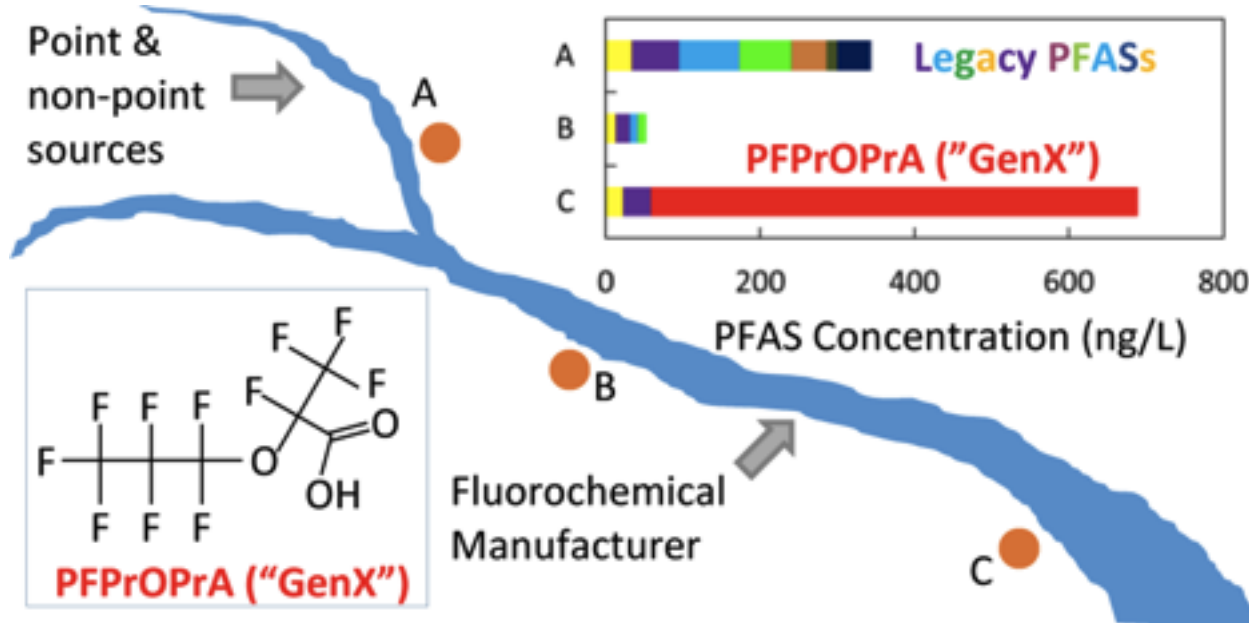 Point &
non-point
sources
A
B
C
Fluorochemical
Manufacturer
A
B
C
Legacy PFASs
PFPrOPrA (”GenX”)
0 200 400 600 800
PFAS Concentration (ng/L)
F F F
F F F
F F F F O
F O
OH
F F F
PFPrOPrA (“GenX”)